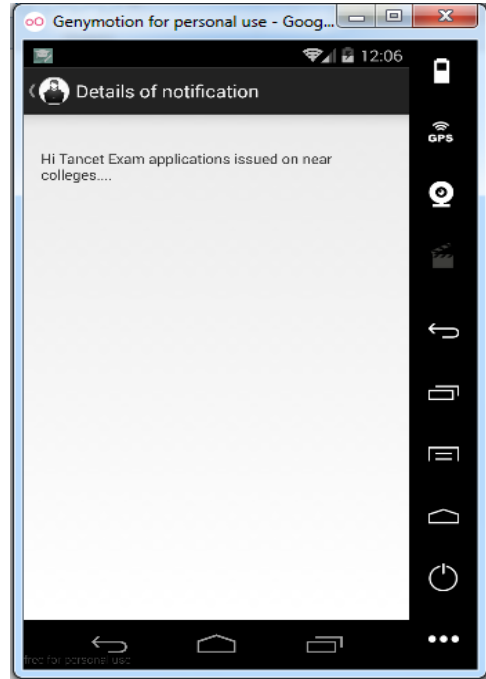 Genymotion for personal use - Goog...
12:06
Details of notification
GPS
Hi Tancet Exam applications issued on near
colleges....
free for personal use